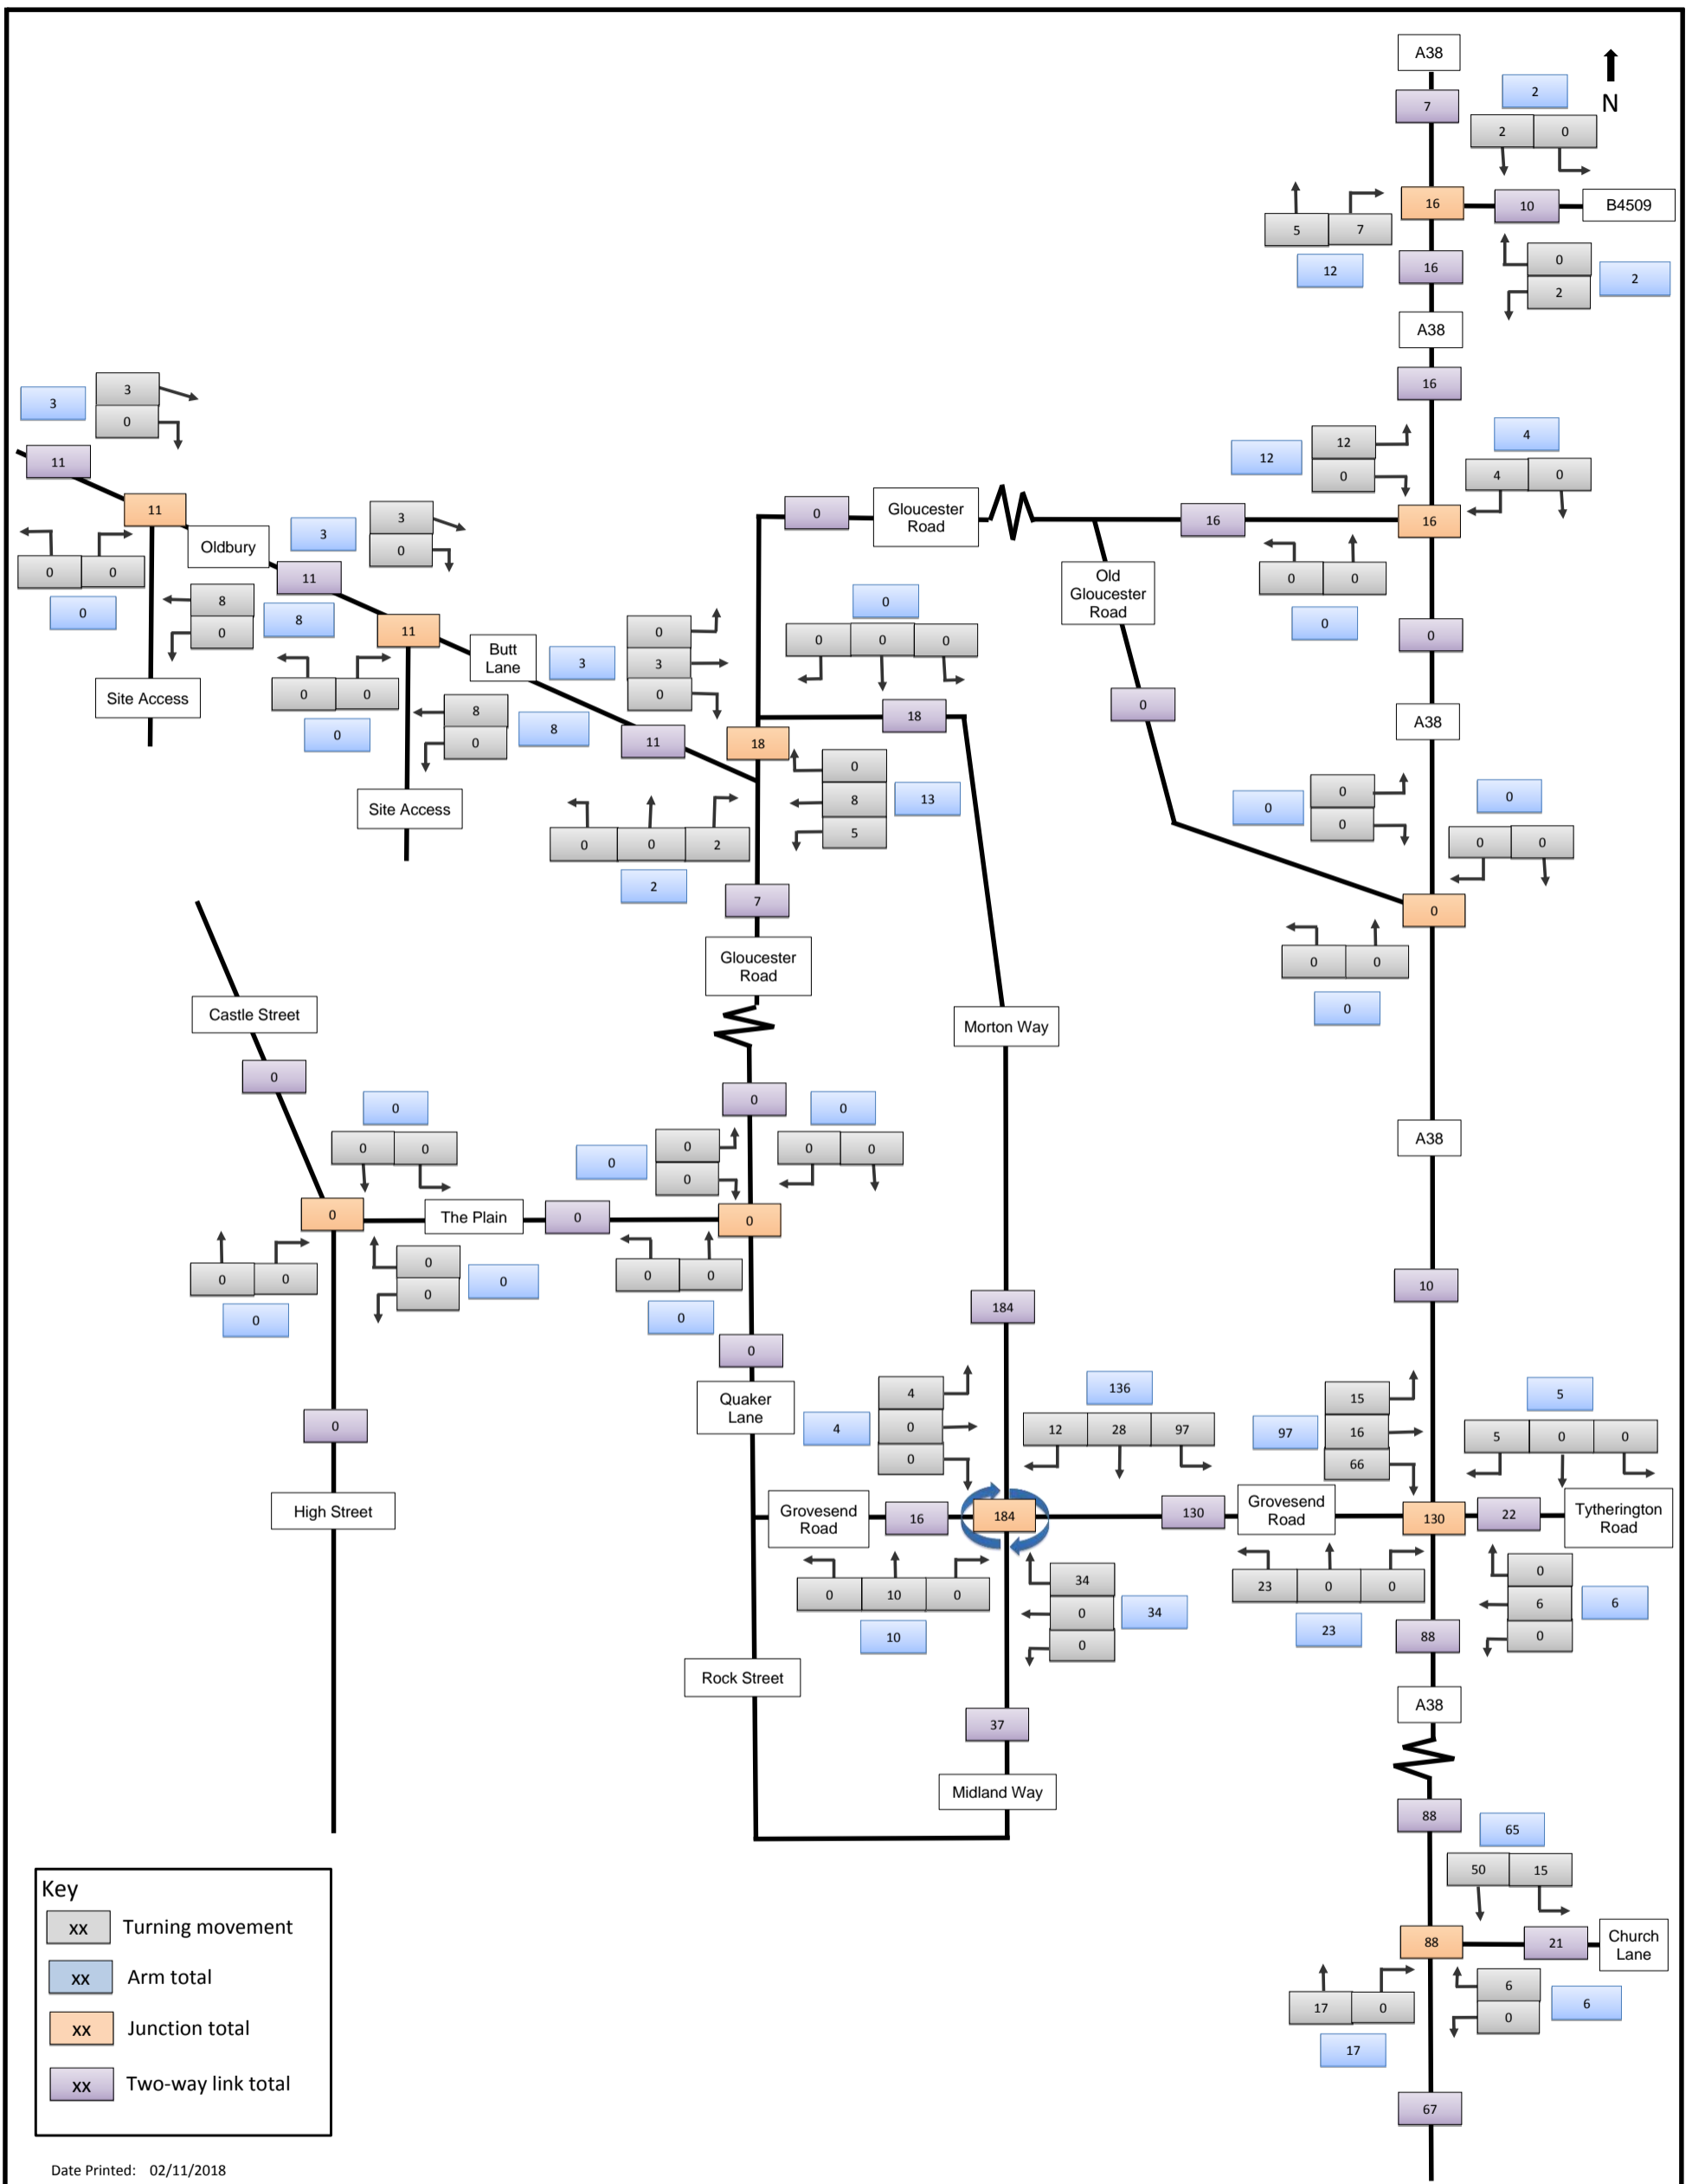 A38
7
2
N
2 0
16
10
B4509
5 7
12
16
0
2
2
A38
16
3
3
0
11
11
Oldbury
0 0
0
8
0
8
Site Access
3
3
0
11
11
Butt
Lane
0 0
0
8
0
8
Site Access
3
0
3
0
11
18
0
0 0 0
18
0
8
5
13
0 0 2
2
7
0
Gloucester
Road
16
12
12
0
4
4 0
16
0 0
0
0
Old
Gloucester
Road
0
A38
0
0
0
0
0 0
0
0 0
0
Gloucester
Road
Morton Way
Castle Street
0
0
0 0
0
The Plain
0
0 0
0
0
0
0
0
0
0
0
0
0
0 0
0
0 0
0
0
Quaker
Lane
0
High Street
A38
10
184
4
4
0
0
136
12 28 97
Grovesend
Road
16
184
130
Grovesend
Road
0 10 0
10
34
0
0
34
97
15
16
66
5
5 0 0
130
22
Tytherington
Road
23 0 0
23
0
6
0
6
88
A38
Rock Street
37
Midland Way
88
65
50 15
88
21
Church
Lane
17 0
17
6
0
6
67
Key
xx Turning movement
xx Arm total
xx Junction total
xx Two-way link total
Date Printed: 02/11/2018